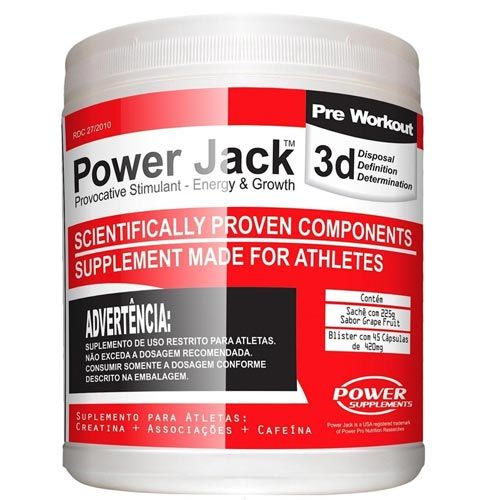 RDC 27/2010
Pre Workout
Power Jack™
Provocative Stimulant - Energy & Growth
3d
Disposal
Definition
Determination
SCIENTIFICALLY PROVEN COMPONENTS
SUPPLEMENT MADE FOR ATHLETES
ADVERTÊNCIA:
SUPLEMENTO DE USO RESTRITO PARA ATLETAS.
NÃO EXCEDA A DOSAGEM RECOMENDADA.
CONSUMIR SOMENTE A DOSAGEM CONFORME
DESCRITO NA EMBALAGEM.
Contém
Sachê com 225g
Sabor Grape Fruit
Blister com 45 Cápsulas
de 420mg
Suplemento para Atletas:
Creatina + Associações + Cafeína
POWER
SUPPLEMENTS
Power Jack is a USA registered trademark
of Power Pro Nutrition Researches